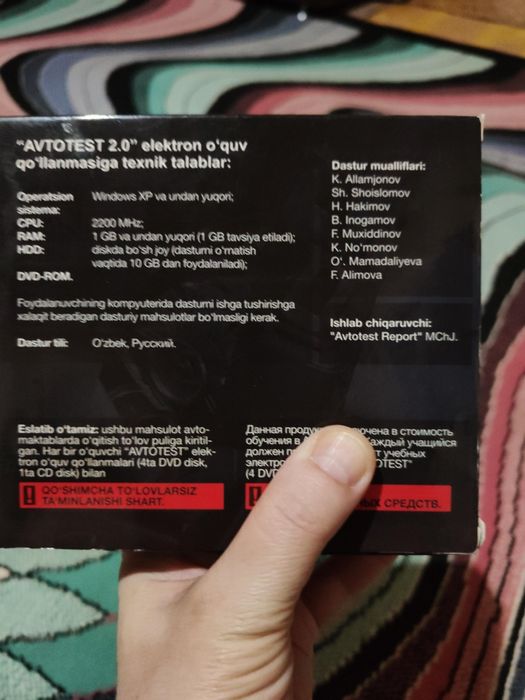 "AVTOTEST 2.0" elektron o'quv
qo'llanmasiga texnik talablar:
Operatsion sistema: Windows XP va undan yuqori;
CPU: 2200 MHz;
RAM: 1 GB va undan yuqori (1 GB tavsiya etiladi);
HDD: diskda bo'sh joy (dasturni o'rnatish
vaqtida 10 GB dan foydalaniladi);
DVD-ROM.
Foydalanuvchining kompyuterida dasturni ishga tushirishga
xalaqit beradigan dasturiy mahsulotlar bo'lmasligi kerak.
Dastur tili: O'zbek, Русский.
Dastur mualliflari:
K. Allamjonov
Sh. Shoislomov
H. Hakimov
B. Inogamov
F. Muxiddinov
K. No'monov
O'. Mamadaliyeva
F. Alimova
Ishlab chiqaruvchi:
"Avtotest Report" MChJ.
Eslatib o'tamiz: ushbu mahsulot avto-
maktablarda o'qitish to'lov puliga kiritil-
gan. Har bir o'quvchi "AVTOTEST" elek-
tron o'quv qo'llanmalari (4ta DVD disk,
1ta CD disk) bilan
! QO'SHIMCHA TO'LOVLARSIZ
TA'MINLANISHI SHART.
Данная в стоимость
обучения в Каждый учащийся
должен учебных
(4
СРЕДСТВ.